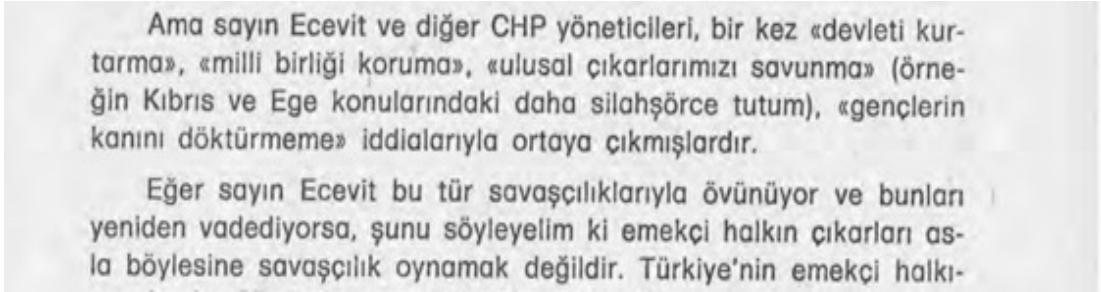 Ama sayın Ecevit ve diğer CHP yöneticileri, bir kez «devleti kur-
tarma», «milli birliği koruma», «ulusal çıkarlarımızı savunma» (örne-
ğin Kıbrıs ve Ege konularındaki daha silahşörce tutum), «gençlerin
kanını döktürmeme» iddialarıyla ortaya çıkmışlardır.
Eğer sayın Ecevit bu tür savaşçılıklarıyla övünüyor ve bunları
yeniden vadediyorsa, şunu söyleyelim ki emekçi halkın çıkarları as-
la böylesine savaşçılık oynamak değildir. Türkiye'nin emekçi halkı-